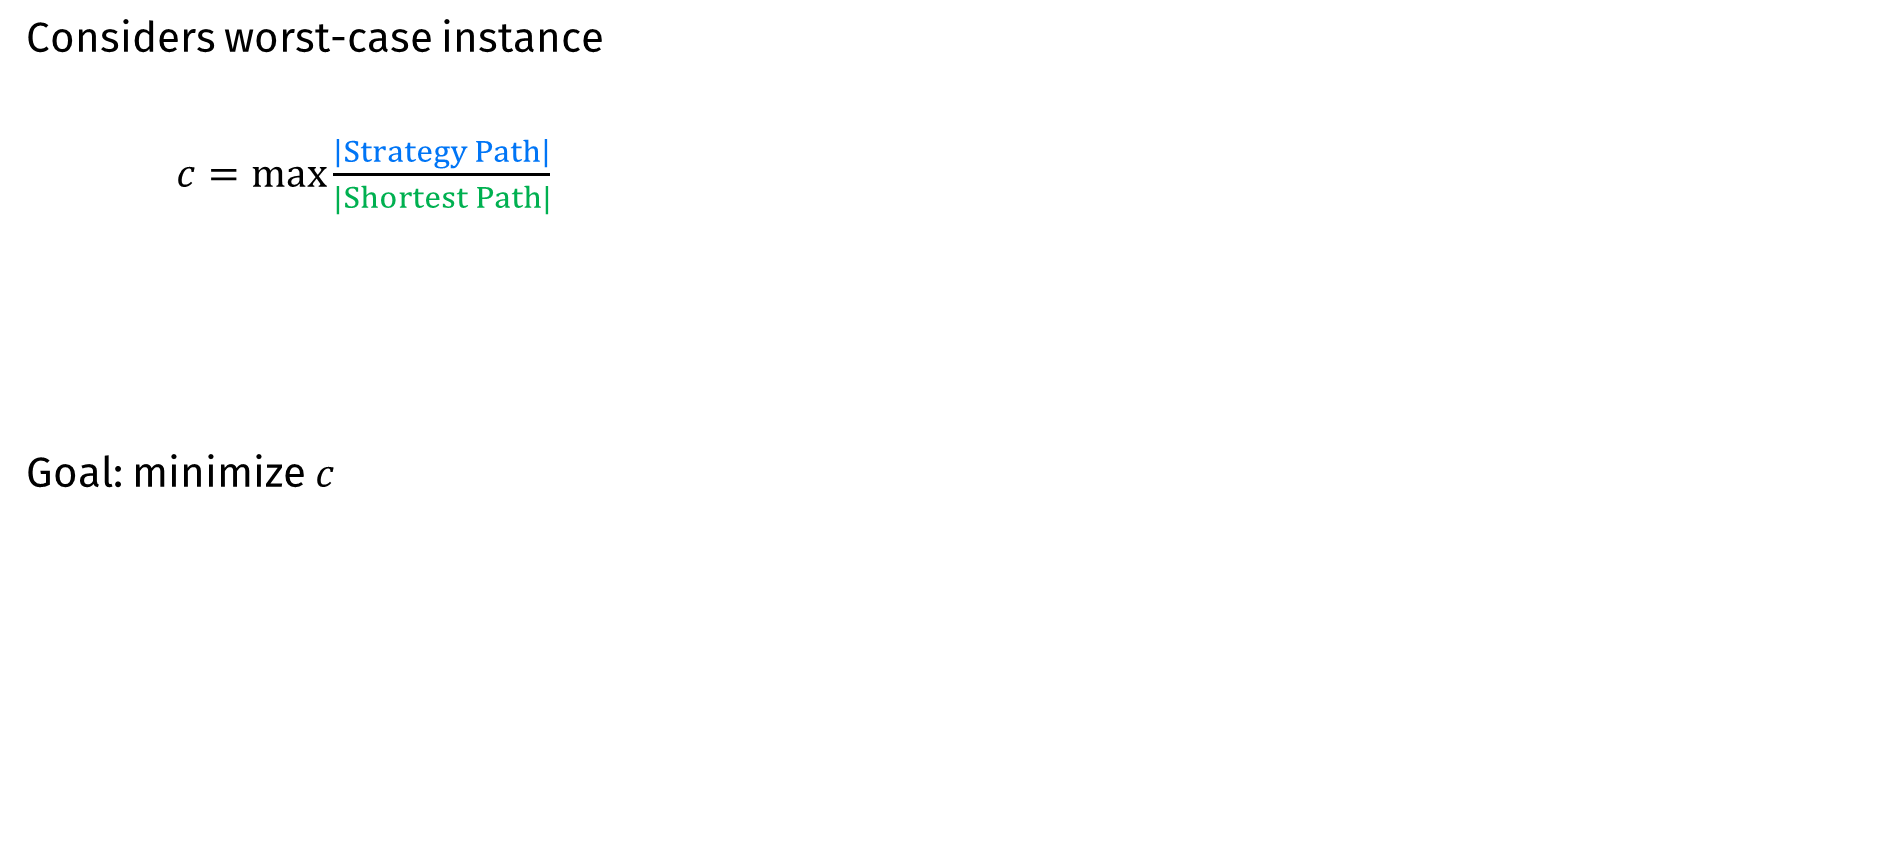 Considers worst-case instance
c = max |Strategy Path| / |Shortest Path|
Goal: minimize c